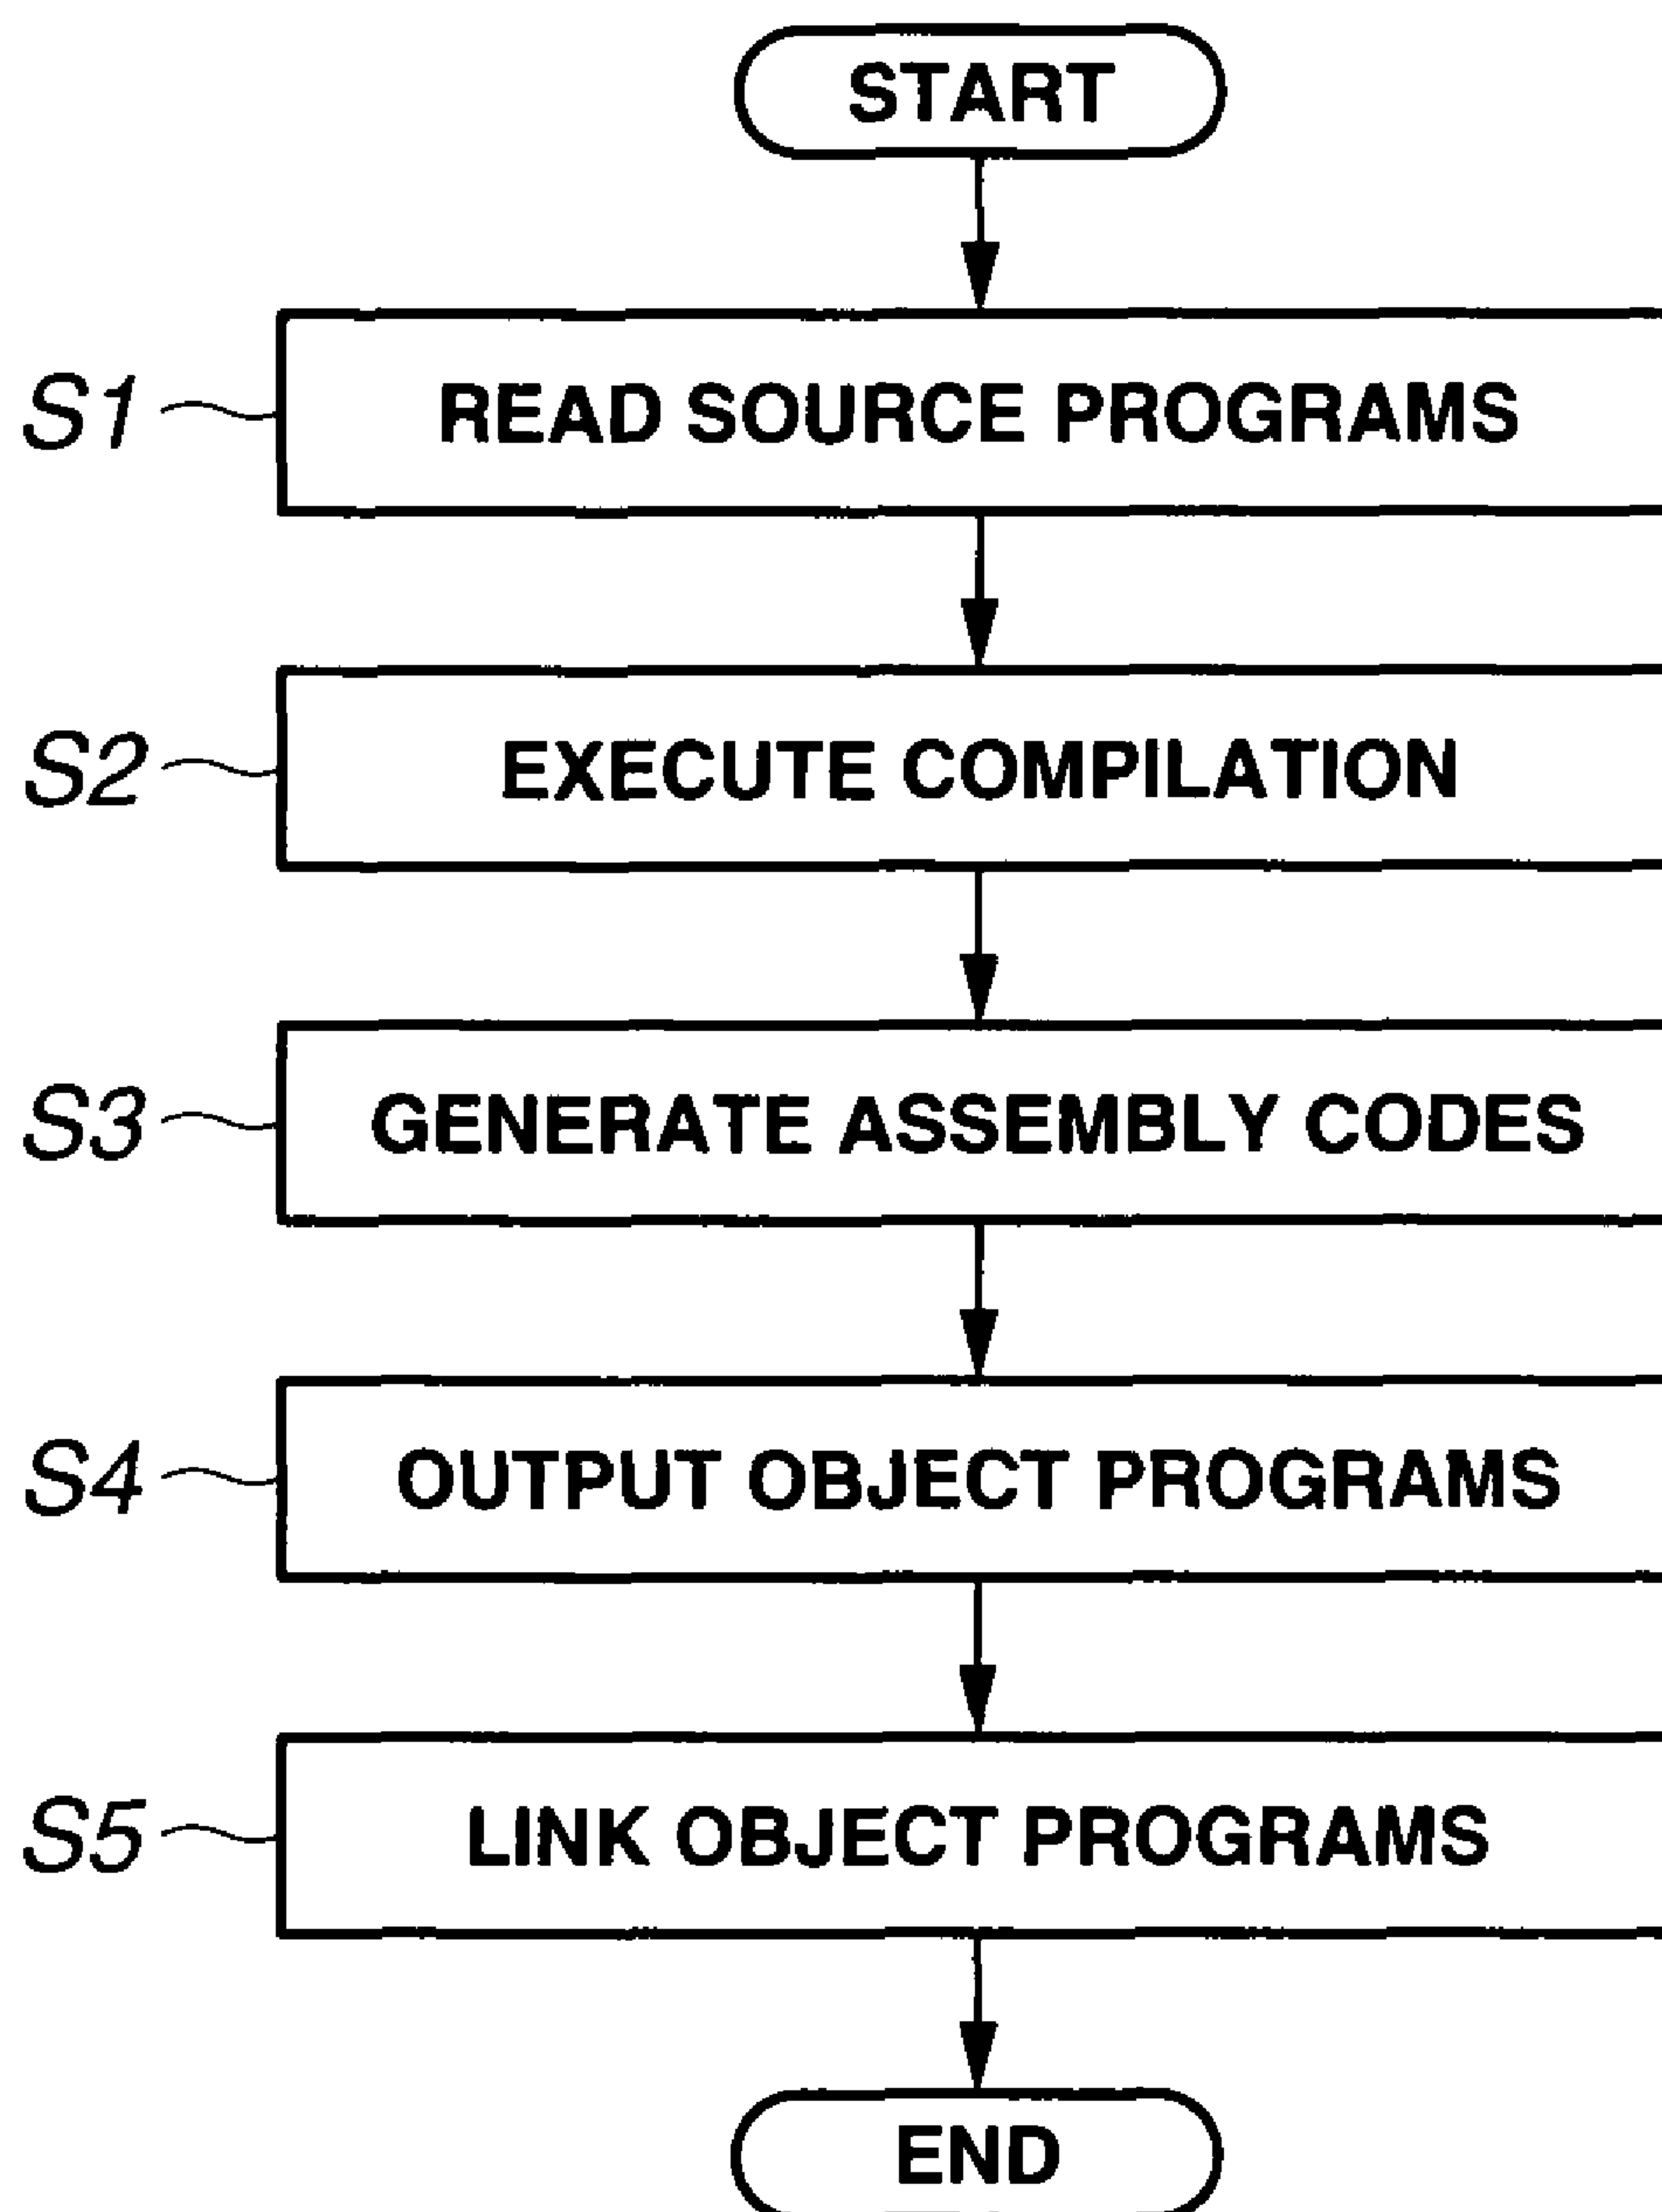 START
S1 READ SOURCE PROGRAMS
S2 EXECUTE COMPILATION
S3 GENERATE ASSEMBLY CODES
S4 OUTPUT OBJECT PROGRAMS
S5 LINK OBJECT PROGRAMS
END